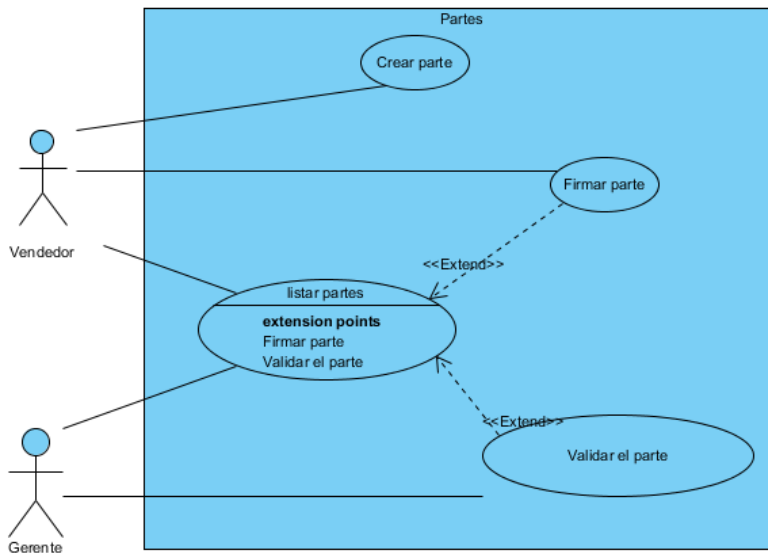 Partes
Crear parte
Firmar parte
Vendedor
<<Extend>>
listar partes
extension points
Firmar parte
Validar el parte
<<Extend>>
Validar el parte
Gerente